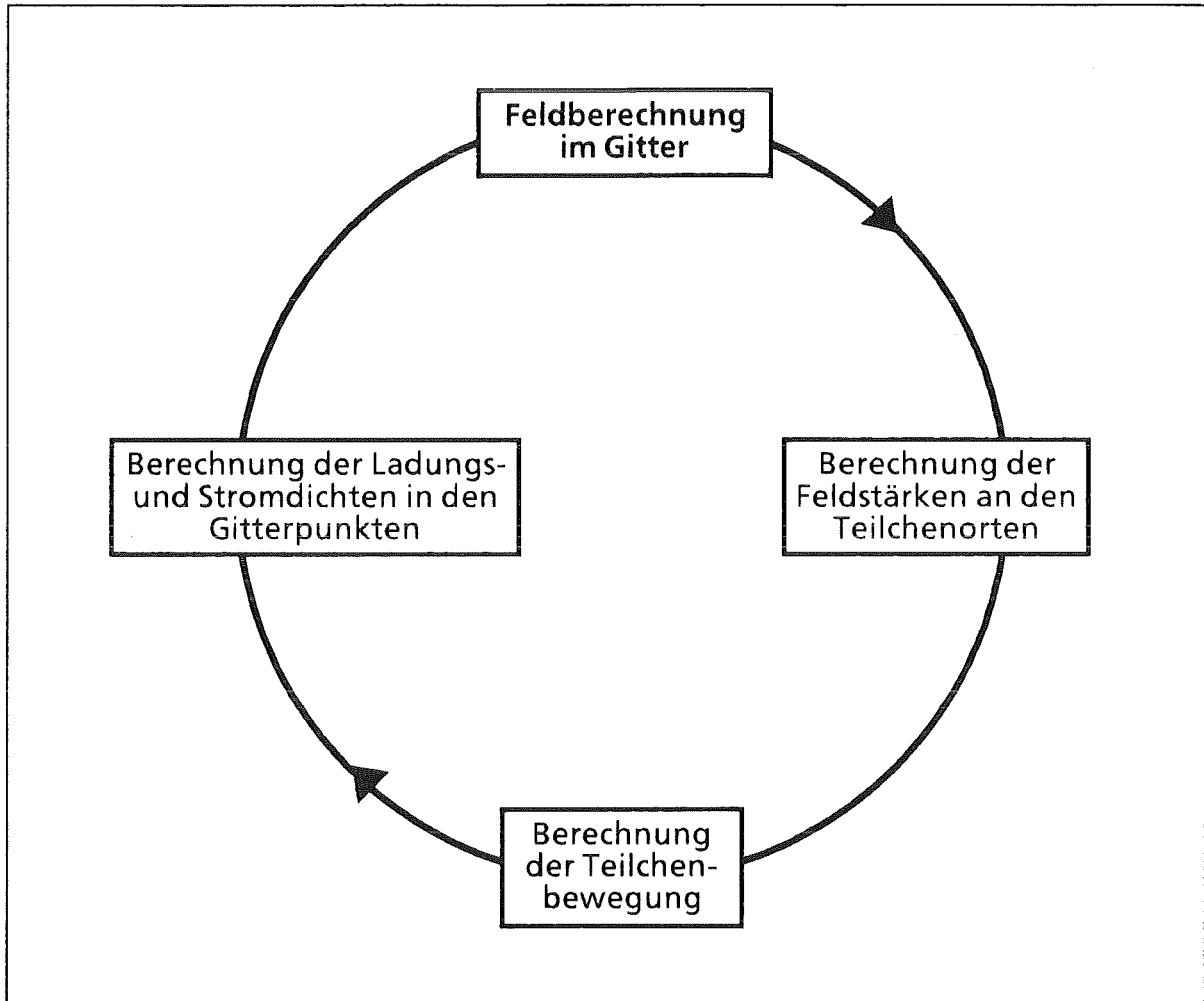 Feldberechnung
im Gitter
Berechnung der Ladungs-
und Stromdichten in den
Gitterpunkten
Berechnung der
Feldstärken an den
Teilchenorten
Berechnung
der Teilchen-
bewegung